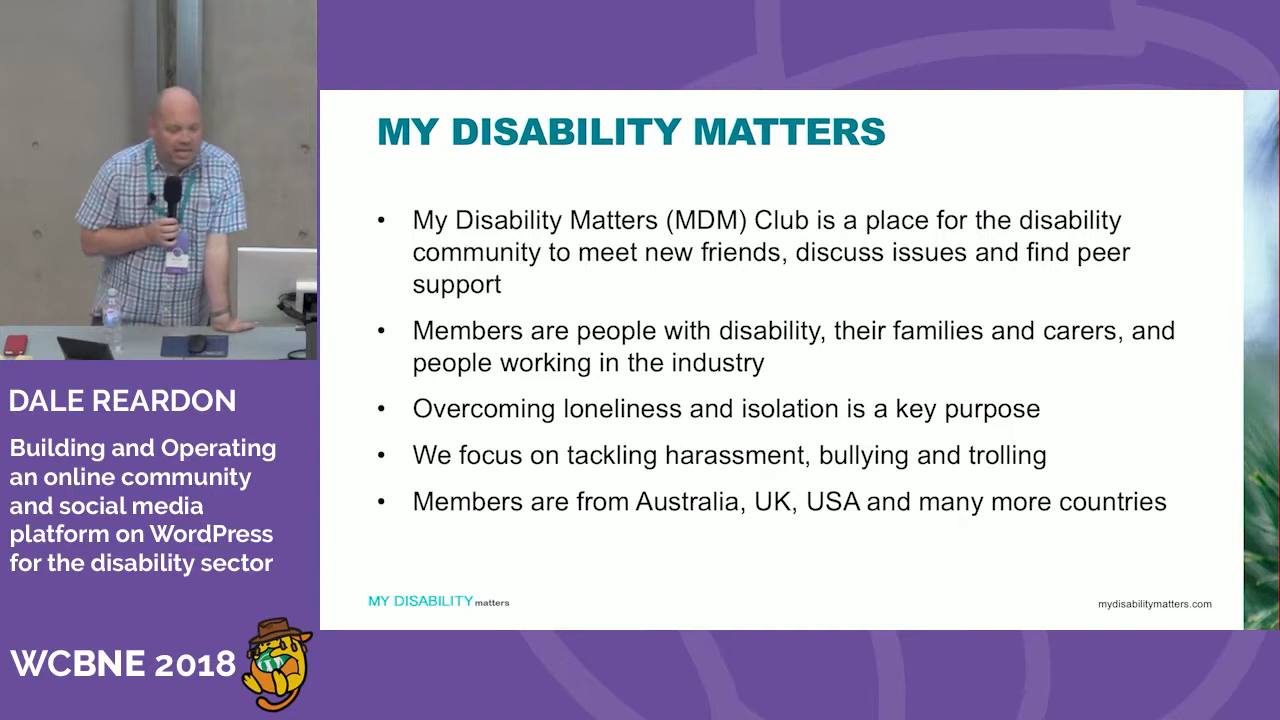 MY DISABILITY MATTERS
• My Disability Matters (MDM) Club is a place for the disability
community to meet new friends, discuss issues and find peer
support
• Members are people with disability, their families and carers, and
people working in the industry
• Overcoming loneliness and isolation is a key purpose
• We focus on tackling harassment, bullying and trolling
• Members are from Australia, UK, USA and many more countries
MY DISABILITY matters
mydisabilitymatters.com
DALE REARDON
Building and Operating
an online community
and social media
platform on WordPress
for the disability sector
WCBNE 2018